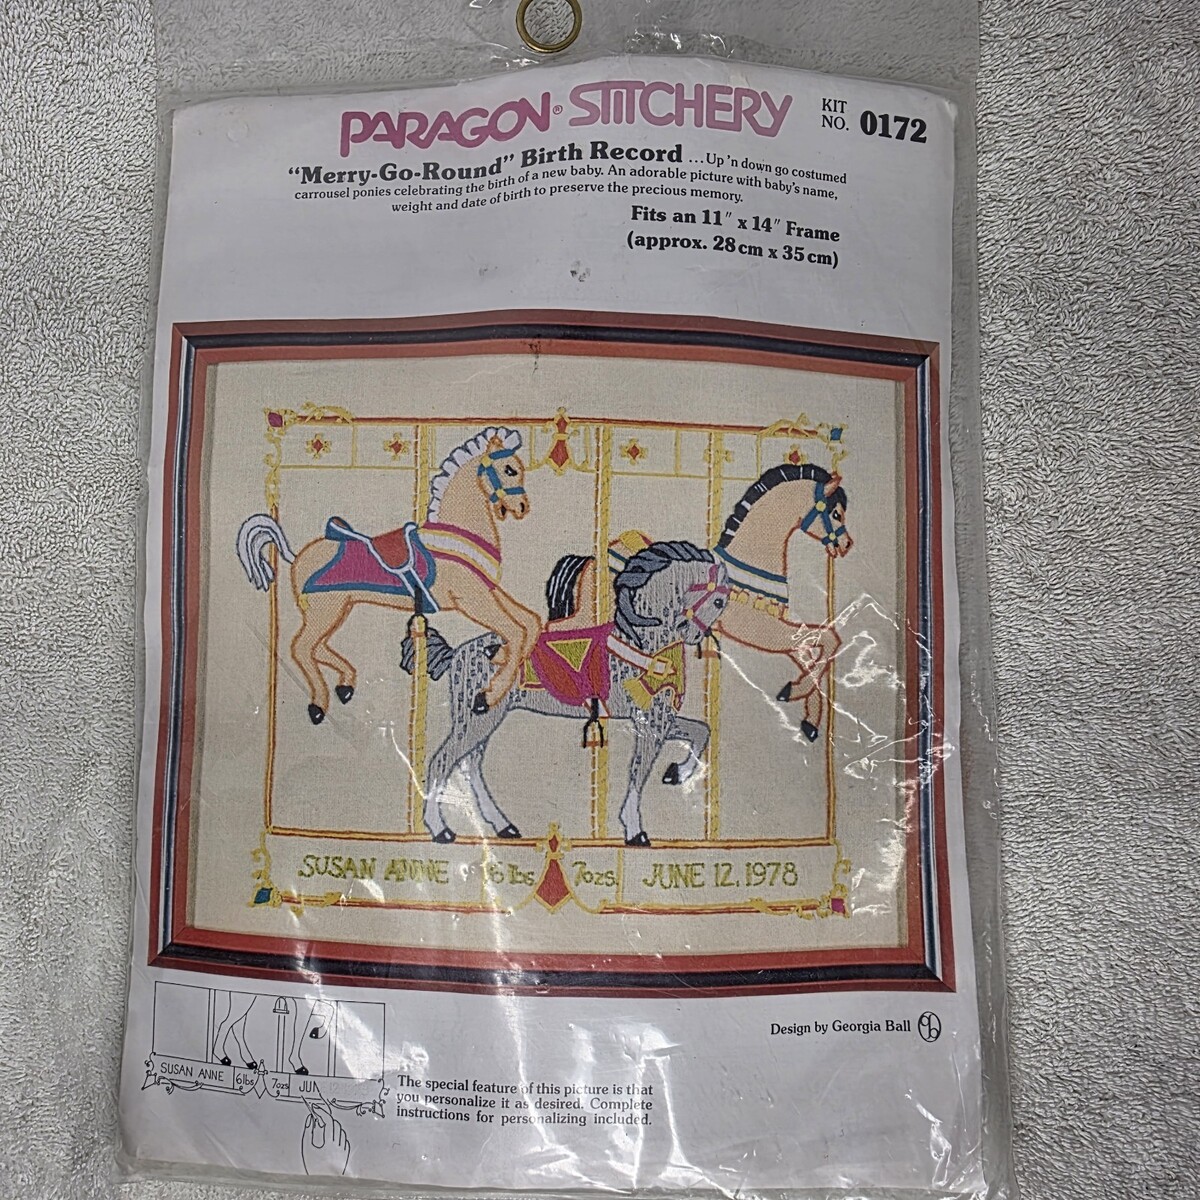 PARAGON® STITCHERY
KIT
NO. 0172
"Merry-Go-Round" Birth Record ...Up 'n down go costumed
carrousel ponies celebrating the birth of a new baby. An adorable picture with baby's name,
weight and date of birth to preserve the precious memory.
Fits an 11" x 14" Frame
(approx. 28cm x 35cm)
SUSAN ANNE 6 lbs 7ozs. JUNE 12, 1978
Design by Georgia Ball gb
SUSAN ANNE 6lbs 7ozs JUN
The special feature of this picture is that
you personalize it as desired. Complete
instructions for personalizing included.